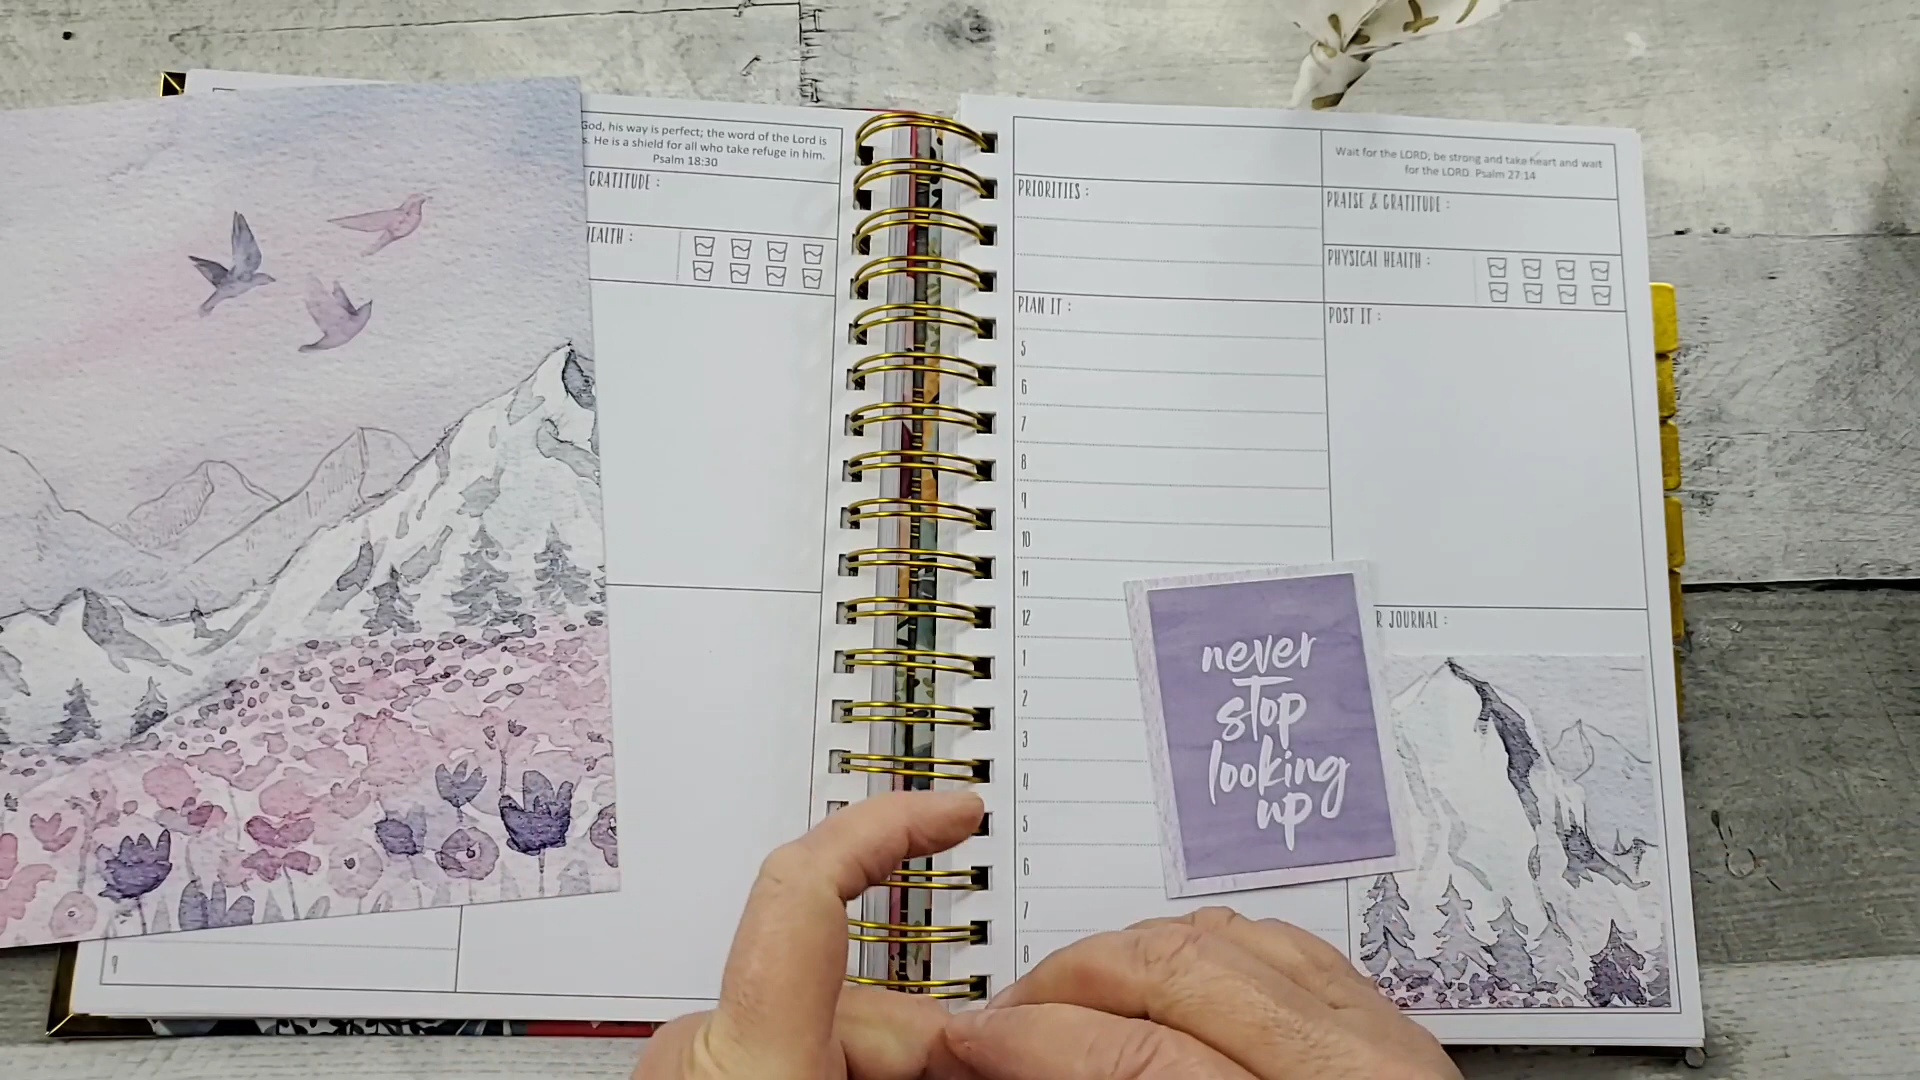 God, his way is perfect; the word of the Lord is
He is a shield for all who take refuge in him.
Psalm 18:30
GRATITUDE :
HEALTH :
9
Wait for the LORD; be strong and take heart and wait
for the LORD. Psalm 27:14
PRIORITIES :
PRAISE & GRATITUDE :
PHYSICAL HEALTH :
PLAN IT :
POST IT :
5
6
7
8
9
10
11
12
1
2
3
4
5
6
7
8
R JOURNAL :
never
stop
looking
up